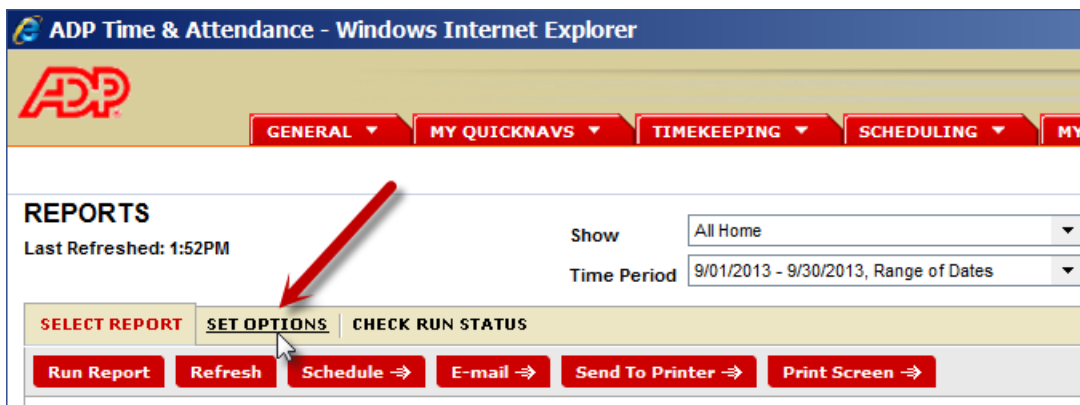 ADP Time & Attendance - Windows Internet Explorer
ADP
GENERAL MY QUICKNAVS TIMEKEEPING SCHEDULING MY
REPORTS
Last Refreshed: 1:52PM
Show All Home
Time Period 9/01/2013 - 9/30/2013, Range of Dates
SELECT REPORT SET OPTIONS CHECK RUN STATUS
Run Report Refresh Schedule E-mail Send To Printer Print Screen